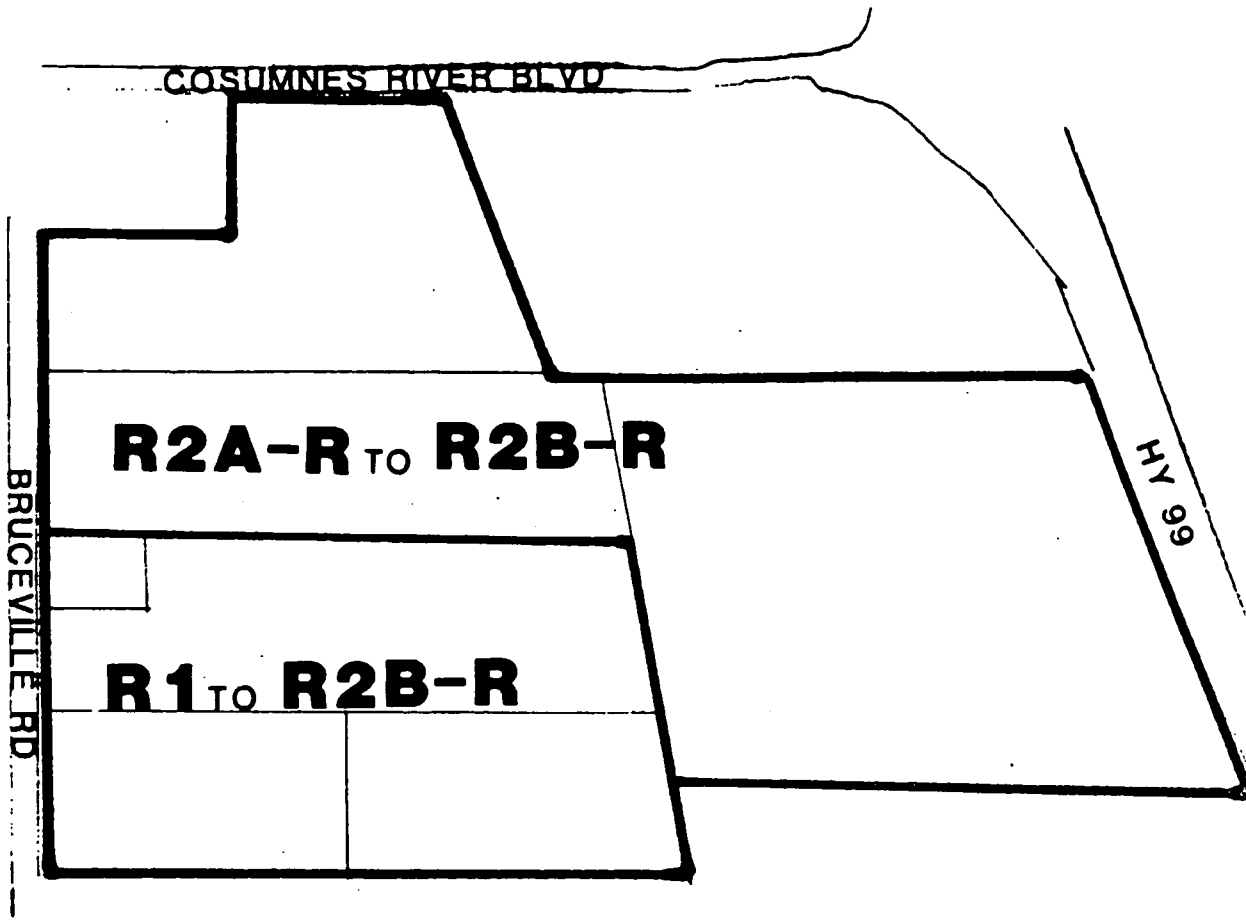 COSUMNES RIVER BLVD
R2A-R TO R2B-R
HY 99
BRUCEVILLE RD
R1 TO R2B-R